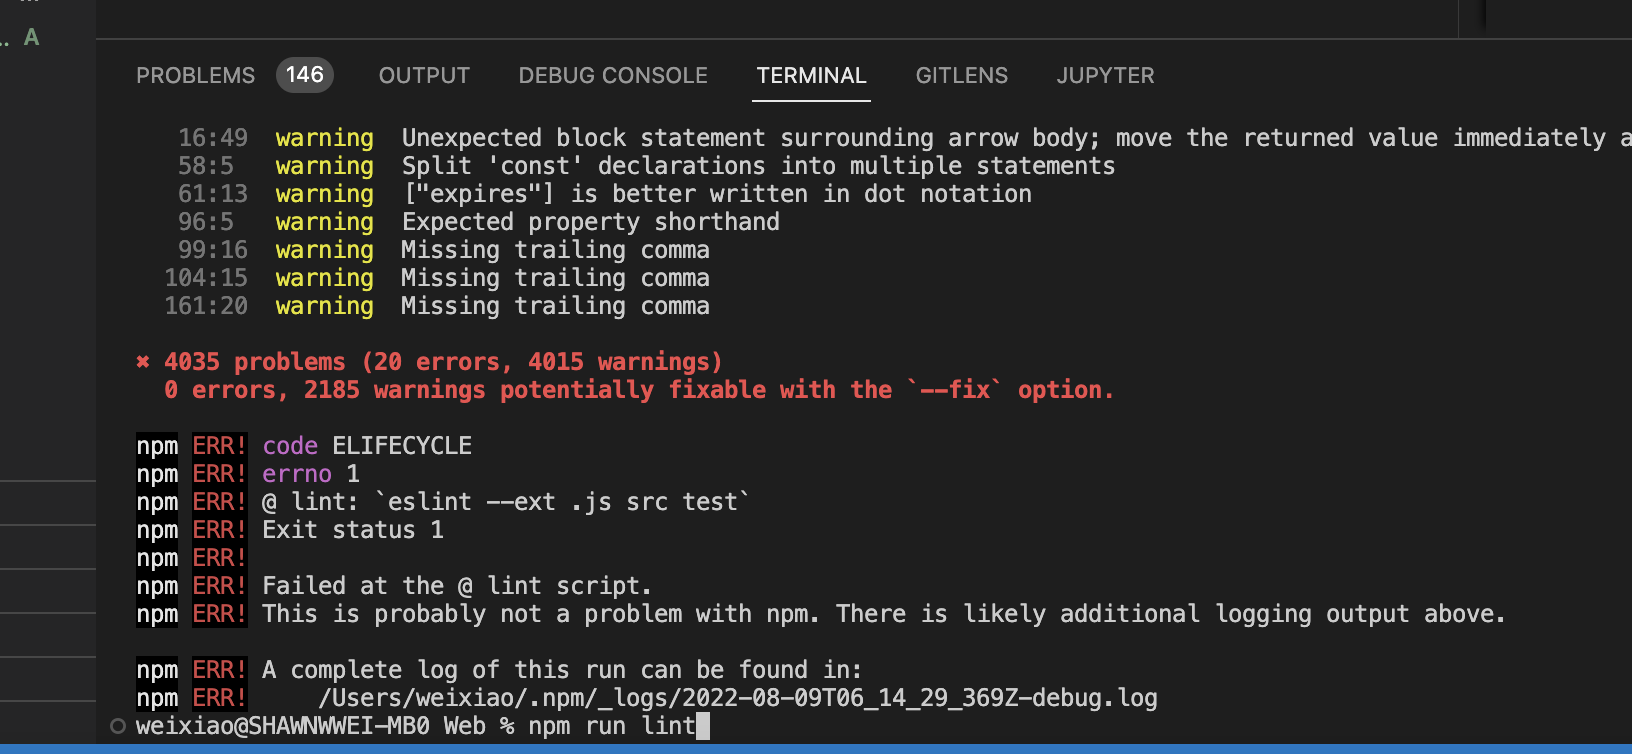 .. A
PROBLEMS 146 OUTPUT DEBUG CONSOLE TERMINAL GITLENS JUPYTER
16:49 warning Unexpected block statement surrounding arrow body; move the returned value immediately a
58:5 warning Split 'const' declarations into multiple statements
61:13 warning ["expires"] is better written in dot notation
96:5 warning Expected property shorthand
99:16 warning Missing trailing comma
104:15 warning Missing trailing comma
161:20 warning Missing trailing comma
✖ 4035 problems (20 errors, 4015 warnings)
0 errors, 2185 warnings potentially fixable with the `--fix` option.
npm ERR! code ELIFECYCLE
npm ERR! errno 1
npm ERR! @ lint: `eslint --ext .js src test`
npm ERR! Exit status 1
npm ERR!
npm ERR! Failed at the @ lint script.
npm ERR! This is probably not a problem with npm. There is likely additional logging output above.
npm ERR! A complete log of this run can be found in:
npm ERR! /Users/weixiao/.npm/_logs/2022-08-09T06_14_29_369Z-debug.log
weixiao@SHAWNWWEI-MB0 Web % npm run lint